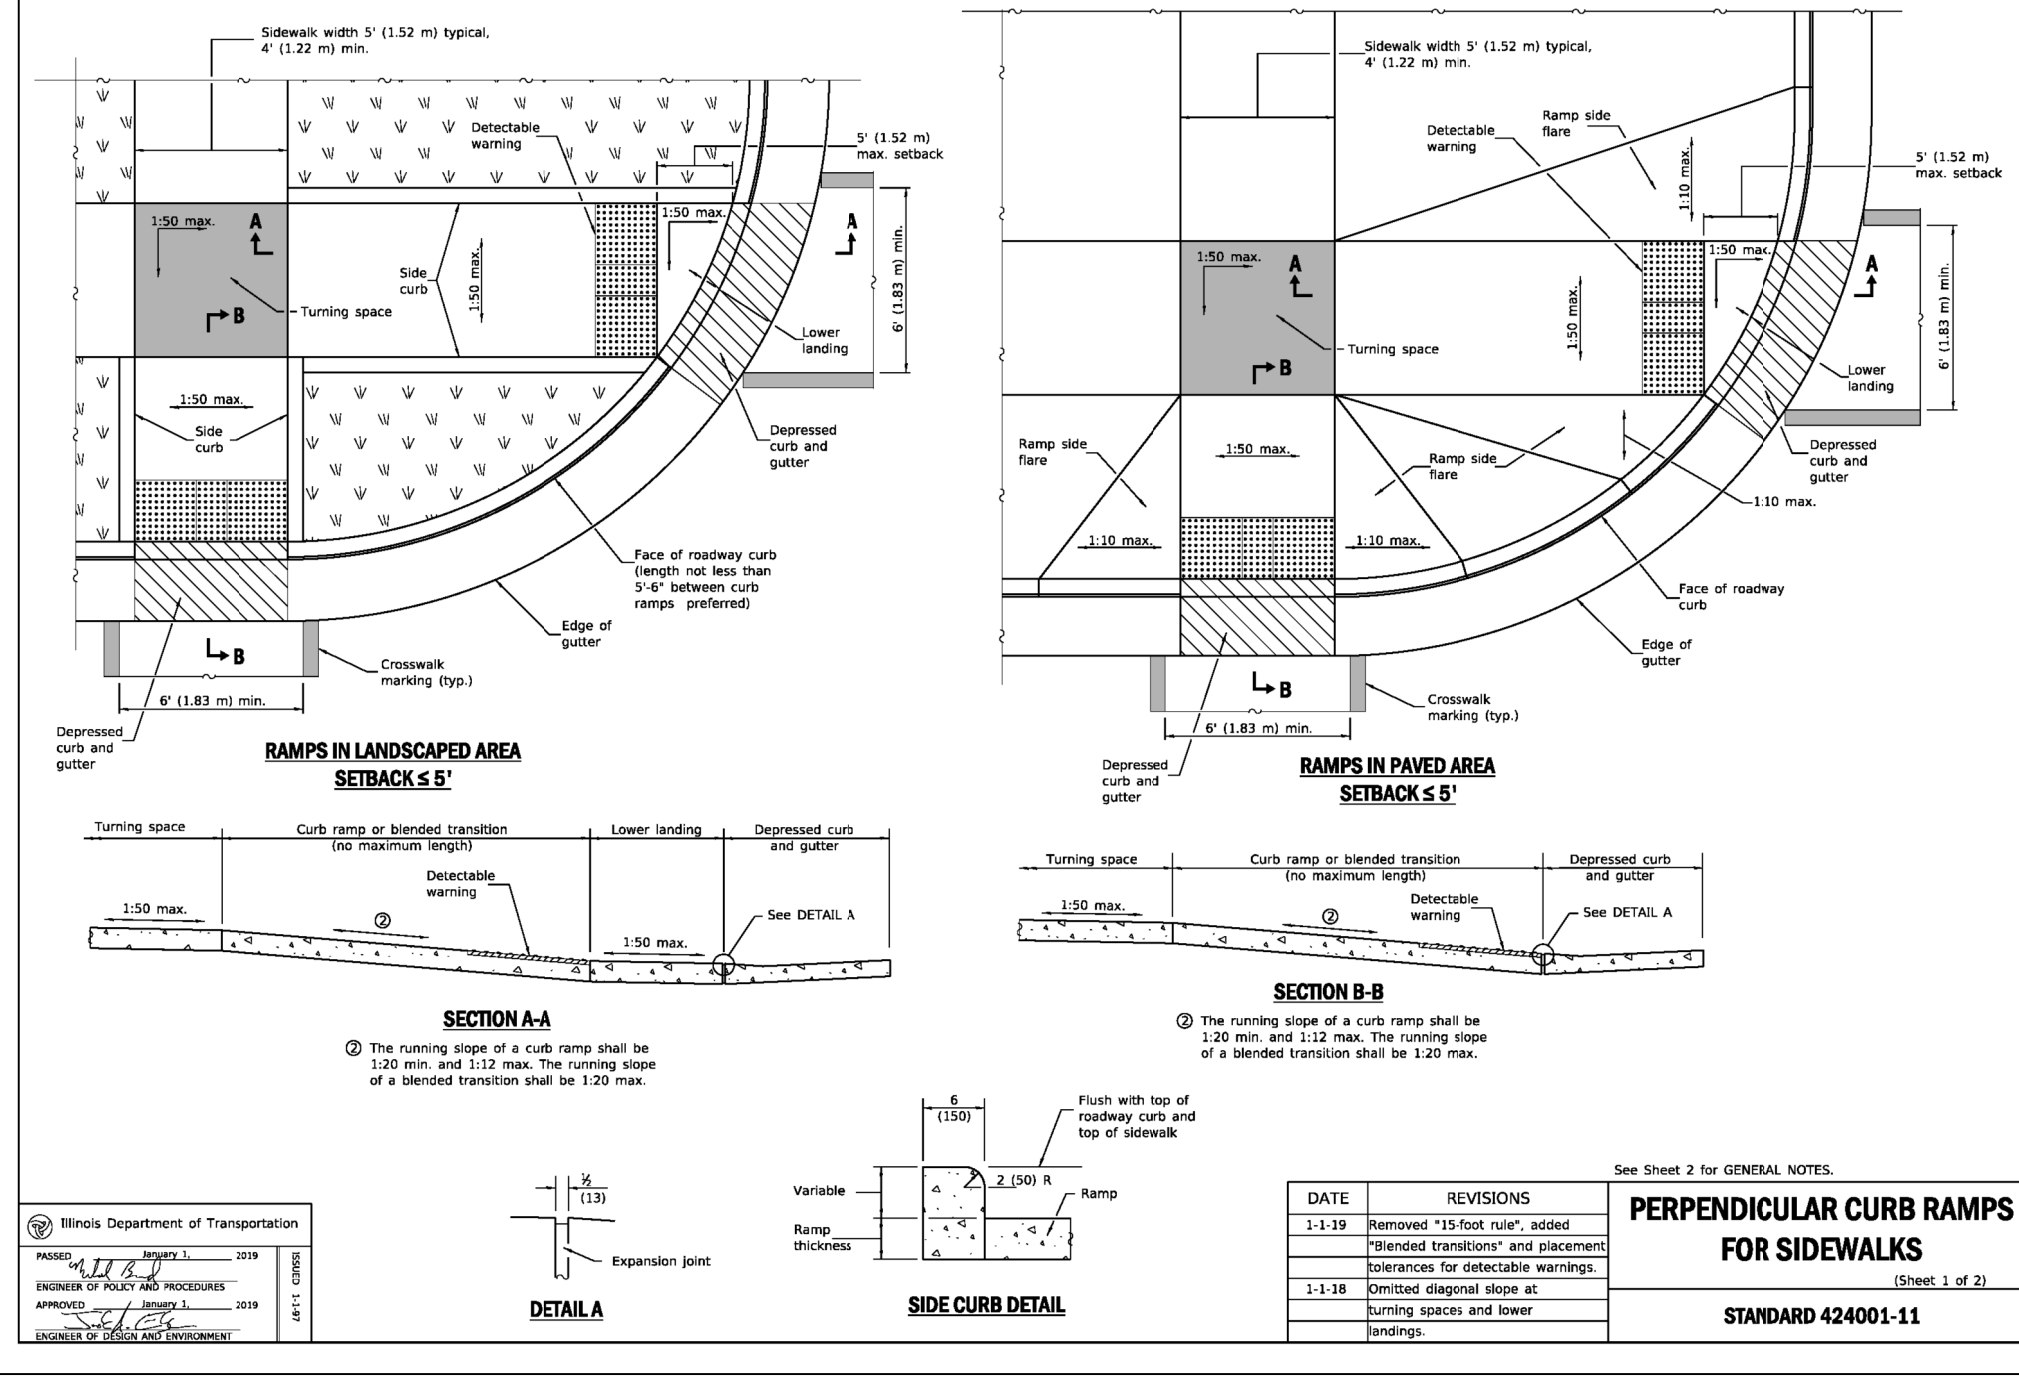 Sidewalk width 5' (1.52 m) typical,
4' (1.22 m) min.
Detectable
warning
5' (1.52 m)
max. setback
1:50 max.
A
1:50 max.
A
Side
curb
1:50 max.
6' (1.83 m) min.
B
Turning space
Lower
landing
1:50 max.
Side
curb
Depressed
curb and
gutter
Face of roadway curb
(length not less than
5'-6" between curb
ramps preferred)
Edge of
gutter
B
Crosswalk
marking (typ.)
6' (1.83 m) min.
Depressed
curb and
gutter
RAMPS IN LANDSCAPED AREA
SETBACK ≤ 5'
Sidewalk width 5' (1.52 m) typical,
4' (1.22 m) min.
Ramp side
flare
Detectable
warning
1:10 max.
5' (1.52 m)
max. setback
1:50 max.
A
1:50 max.
A
1:50 max.
6' (1.83 m) min.
B
Turning space
Lower
landing
Ramp side
flare
1:50 max.
Ramp side
flare
Depressed
curb and
gutter
1:10 max.
1:10 max.
1:10 max.
Face of roadway
curb
Edge of
gutter
B
Crosswalk
marking (typ.)
6' (1.83 m) min.
Depressed
curb and
gutter
RAMPS IN PAVED AREA
SETBACK ≤ 5'
Turning space
Curb ramp or blended transition
(no maximum length)
Lower landing
Depressed curb
and gutter
Detectable
warning
1:50 max.
②
See DETAIL A
1:50 max.
SECTION A-A
② The running slope of a curb ramp shall be
1:20 min. and 1:12 max. The running slope
of a blended transition shall be 1:20 max.
Turning space
Curb ramp or blended transition
(no maximum length)
Depressed curb
and gutter
Detectable
warning
1:50 max.
②
See DETAIL A
SECTION B-B
② The running slope of a curb ramp shall be
1:20 min. and 1:12 max. The running slope
of a blended transition shall be 1:20 max.
½
(13)
Expansion joint
DETAIL A
6
(150)
Flush with top of
roadway curb and
top of sidewalk
2 (50) R
Variable
Ramp
Ramp
thickness
SIDE CURB DETAIL
Illinois Department of Transportation
PASSED January 1, 2019
ENGINEER OF POLICY AND PROCEDURES
APPROVED January 1, 2019
ENGINEER OF DESIGN AND ENVIRONMENT
ISSUED 1-1-97
See Sheet 2 for GENERAL NOTES.
DATE REVISIONS
1-1-19 Removed "15-foot rule", added
"Blended transitions" and placement
tolerances for detectable warnings.
1-1-18 Omitted diagonal slope at
turning spaces and lower
landings.
PERPENDICULAR CURB RAMPS
FOR SIDEWALKS
(Sheet 1 of 2)
STANDARD 424001-11